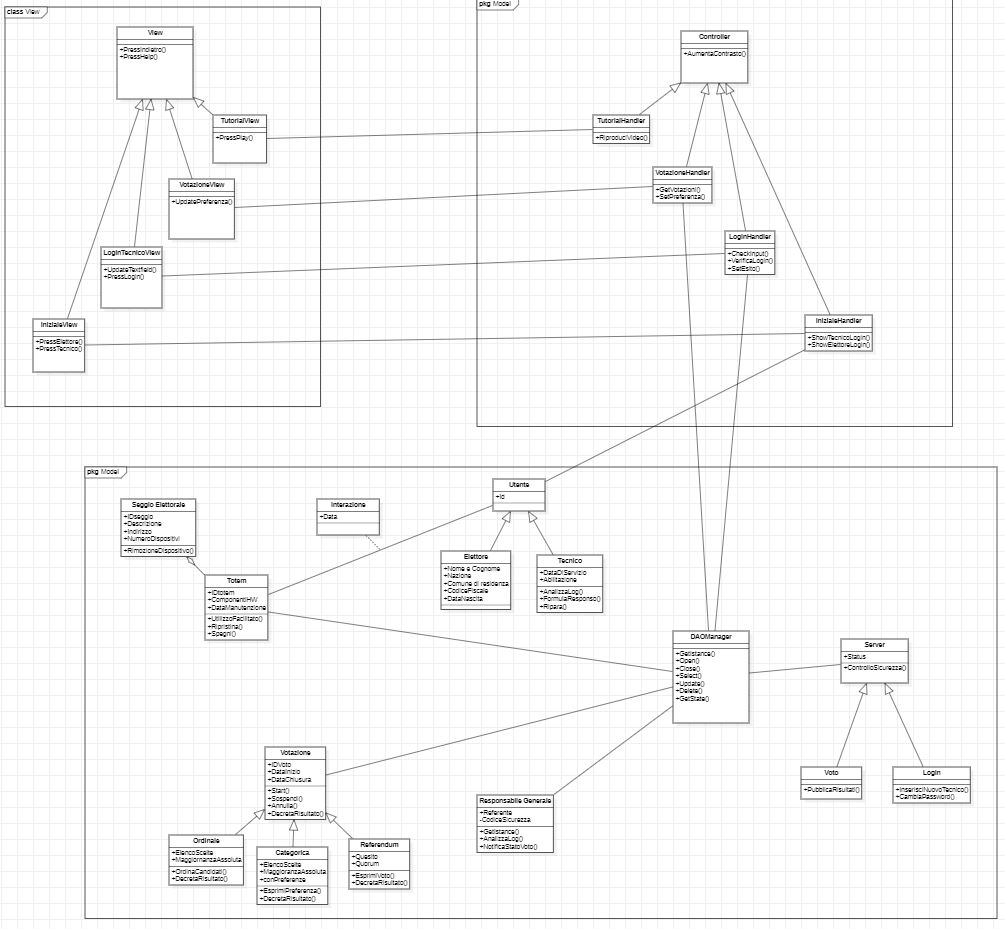 class View
View
+PressIndietro()
+PressHelp()
TutorialView
+PressPlay()
VotazioneView
+UpdatePreferenza()
LoginTecnicoView
+UpdateTextfield()
+PressLogin()
InizialeView
+PressElettore()
+PressTecnico()
pkg Model
Controller
+AumentaContrasto()
TutorialHandler
+RiproduciVideo()
VotazioneHandler
+GetVotazioni()
+SetPreferenza()
LoginHandler
+CheckInput()
+VerificaLogin()
+SetEsito()
InizialeHandler
+ShowTecnicoLogin()
+ShowElettoreLogin()
pkg Model
Seggio Elettorale
+IDseggio
+Descrizione
+Indirizzo
+NumeroDispositivi
+RimozioneDispositivo()
Interazione
+Data
Utente
+Id
Elettore
+Nome e Cognome
+Nazione
+Comune di residenza
+CodiceFiscale
+DataNascita
Tecnico
+DataDiServizio
+Abilitazione
+AnalizzaLog()
+FormulaResponso()
+Ripara()
Totem
+IDtotem
+ComponentiHW
+DataManutenzione
+UtilizzoFacilitato()
+Ripristina()
+Spegni()
DAOManager
+GetIstance()
+Open()
+Close()
+Select()
+Update()
+Delete()
+GetState()
Server
+Status
+ControlloSicurezza()
Voto
+PubblicaRisultati()
Login
+InserisciNuovoTecnico()
+CambiaPassword()
Votazione
+IDVoto
+DataInizio
+DataChiusura
+Start()
+Sospendi()
+Annulla()
+DecretaRisultato()
Responsabile Generale
+Referente
-CodiceSicurezza
+GetIstance()
+AnalizzaLog()
+NotificaStatoVoto()
Ordinale
+ElencoScelte
+MaggiornanzaAssoluta
+OrdinaCandidati()
+DecretaRisultato()
Categorica
+ElencoScelte
+MaggioranzaAssoluta
+conPreferenze
+EsprimiPreferenza()
+DecretaRisultato()
Referendum
+Quesito
+Quorum
+EsprimiVoto()
+DecretaRisultato()